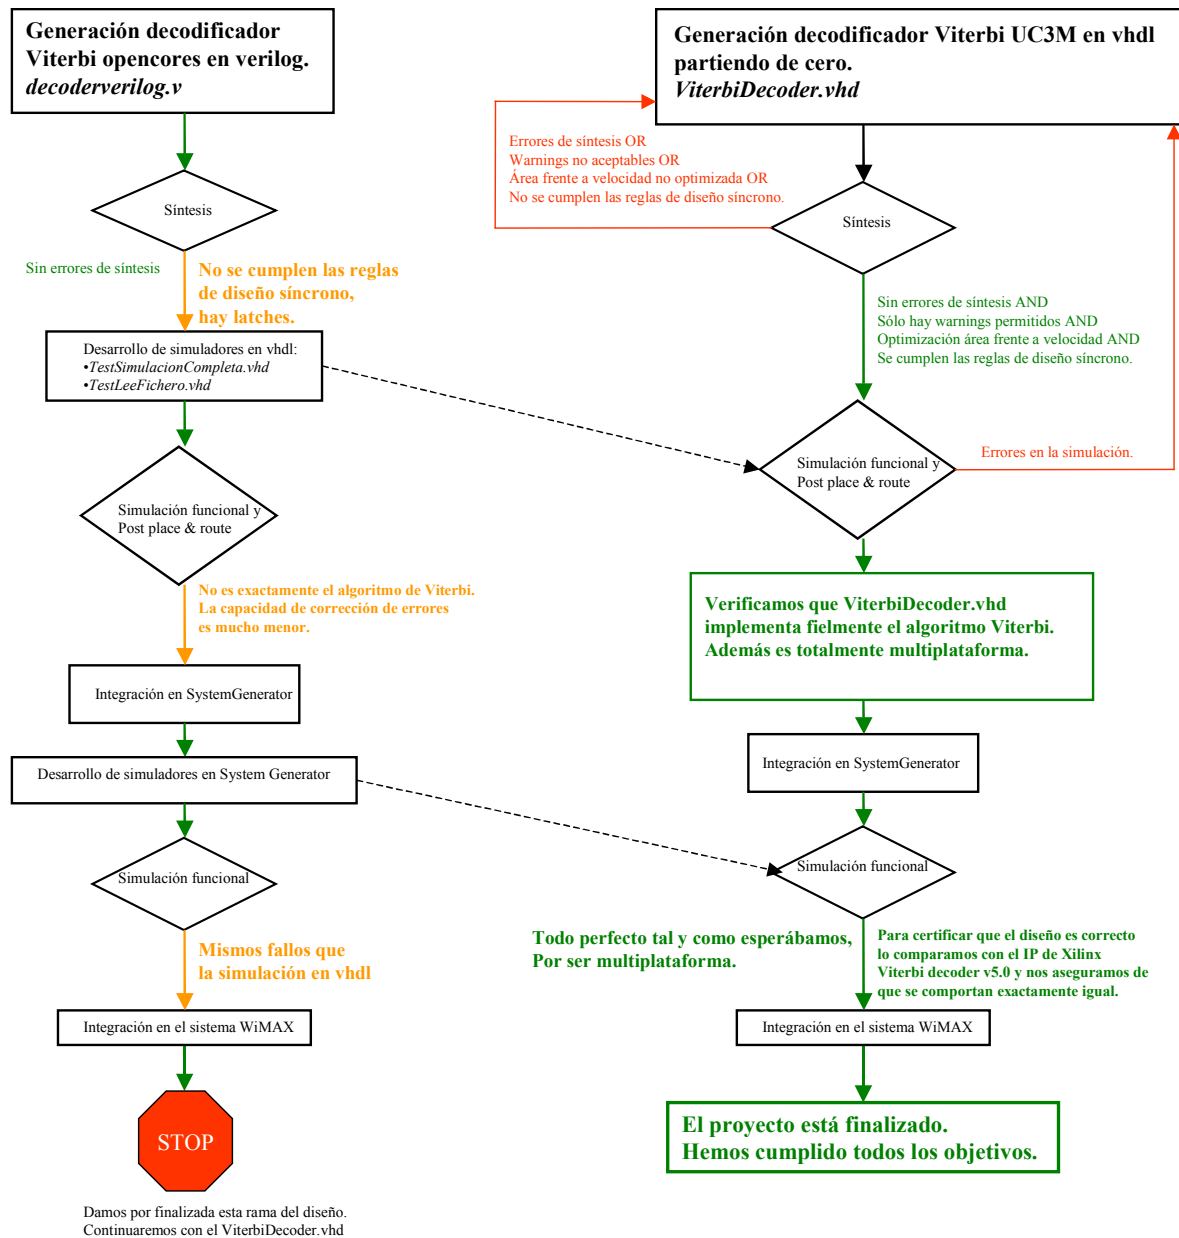 Generación decodificador
Viterbi opencores en verilog.
decoderverilog.v
Síntesis
Sin errores de síntesis
No se cumplen las reglas
de diseño síncrono,
hay latches.
Desarrollo de simuladores en vhdl:
•TestSimulacionCompleta.vhd
•TestLeeFichero.vhd
Simulación funcional y
Post place & route
No es exactamente el algoritmo de Viterbi.
La capacidad de corrección de errores
es mucho menor.
Integración en SystemGenerator
Desarrollo de simuladores en System Generator
Simulación funcional
Mismos fallos que
la simulación en vhdl
Integración en el sistema WiMAX
STOP
Damos por finalizada esta rama del diseño.
Continuaremos con el ViterbiDecoder.vhd
Generación decodificador Viterbi UC3M en vhdl
partiendo de cero.
ViterbiDecoder.vhd
Errores de síntesis OR
Warnings no aceptables OR
Área frente a velocidad no optimizada OR
No se cumplen las reglas de diseño síncrono.
Síntesis
Sin errores de síntesis AND
Sólo hay warnings permitidos AND
Optimización área frente a velocidad AND
Se cumplen las reglas de diseño síncrono.
Simulación funcional y
Post place & route
Errores en la simulación.
Verificamos que ViterbiDecoder.vhd
implementa fielmente el algoritmo Viterbi.
Además es totalmente multiplataforma.
Integración en SystemGenerator
Simulación funcional
Todo perfecto tal y como esperábamos,
Por ser multiplataforma.
Para certificar que el diseño es correcto
lo comparamos con el IP de Xilinx
Viterbi decoder v5.0 y nos aseguramos de
que se comportan exactamente igual.
Integración en el sistema WiMAX
El proyecto está finalizado.
Hemos cumplido todos los objetivos.